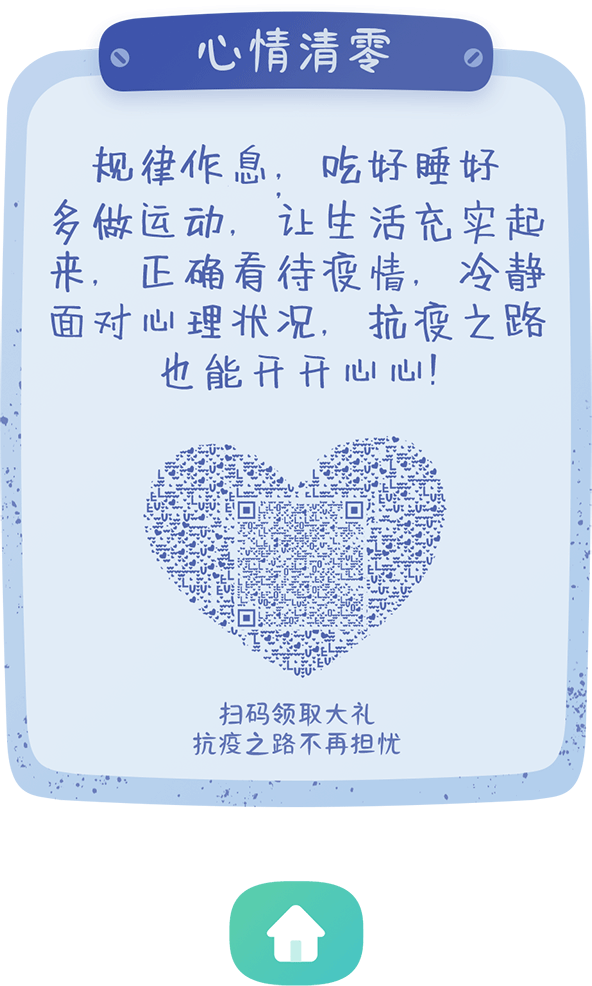 心情清零
规律作息，吃好睡好
多做运动，让生活充实起
来，正确看待疫情，冷静
面对心理状况，抗疫之路
也能开开心心！
扫码领取大礼
抗疫之路不再担忧